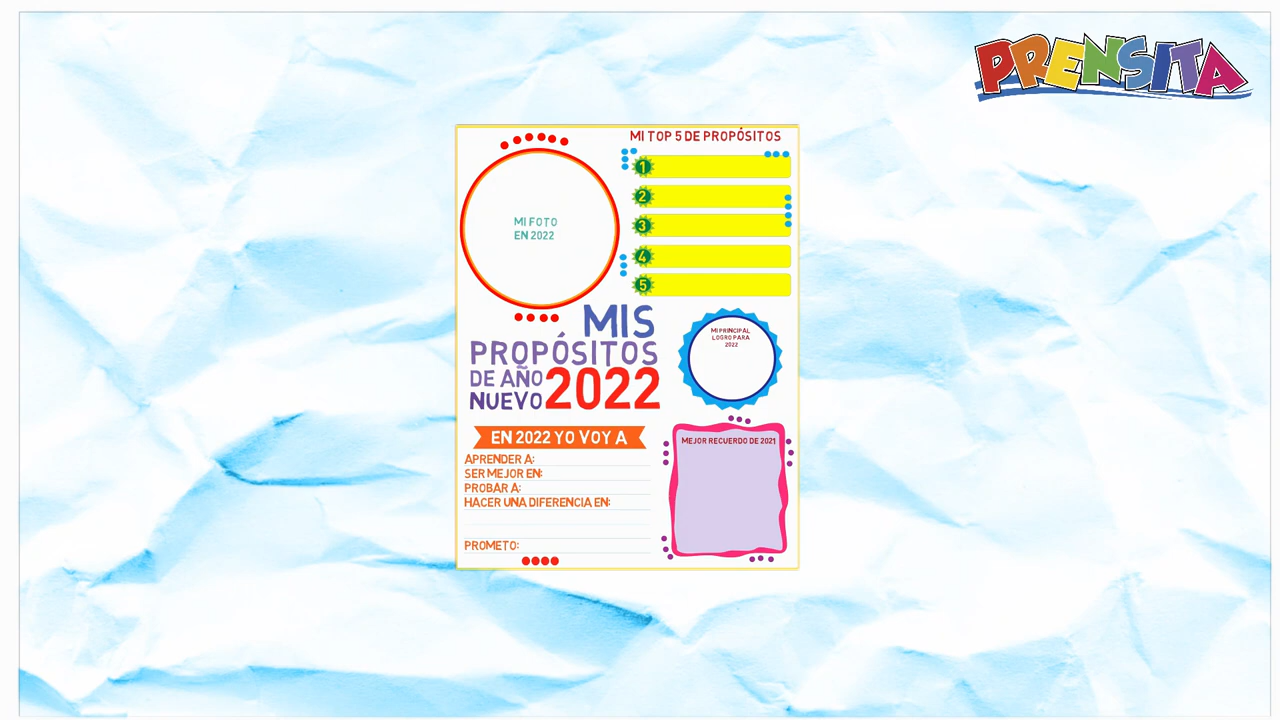 PRENSITA
MI TOP 5 DE PROPÓSITOS
1
2
3
4
5
MI FOTO
EN 2022
MIS
PROPÓSITOS
DE AÑO
NUEVO 2022
MI PRINCIPAL
LOGRO PARA
2022
EN 2022 YO VOY A
APRENDER A:
SER MEJOR EN:
PROBAR A:
HACER UNA DIFERENCIA EN:
PROMETO:
MEJOR RECUERDO DE 2021